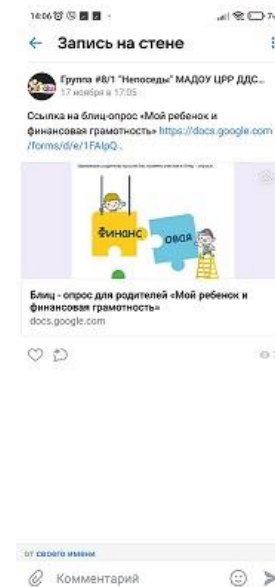 14:06
Запись на стене
Группа #8/1 "Непоседы" МАДОУ ЦРР ДДС...
17 ноября в 17:05
Ссылка на блиц-опрос «Мой ребенок и
финансовая грамотность» https://docs.google.com
/forms/d/e/1FAIpQ...
Финанс
овая
Блиц - опрос для родителей «Мой ребенок и
финансовая грамотность»
docs.google.com
от своего имени
Комментарий